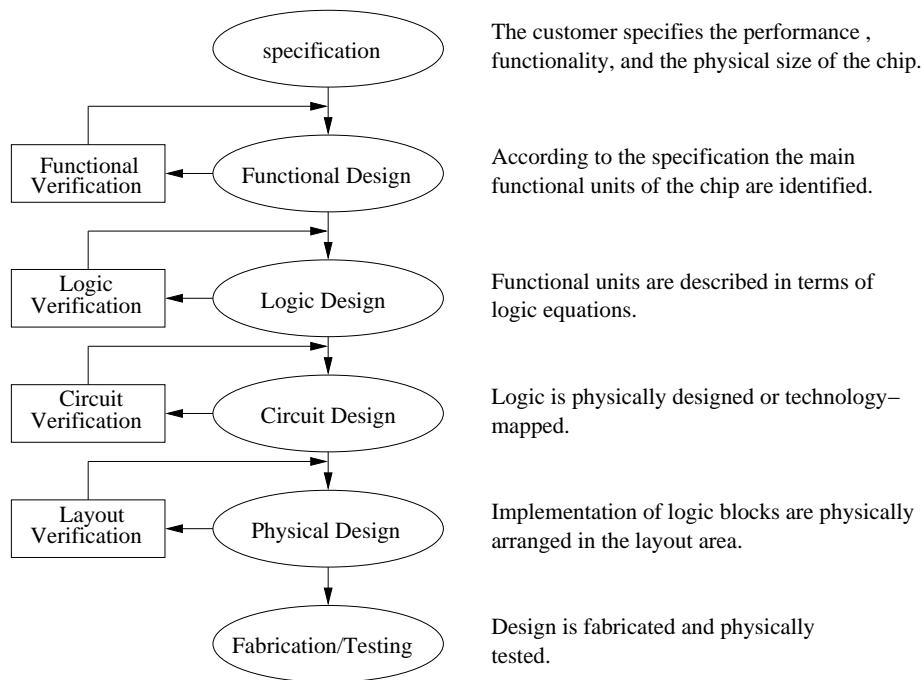 specification
The customer specifies the performance ,
functionality, and the physical size of the chip.
Functional
Verification
Functional Design
According to the specification the main
functional units of the chip are identified.
Logic
Verification
Logic Design
Functional units are described in terms of
logic equations.
Circuit
Verification
Circuit Design
Logic is physically designed or technology−
mapped.
Layout
Verification
Physical Design
Implementation of logic blocks are physically
arranged in the layout area.
Fabrication/Testing
Design is fabricated and physically
tested.